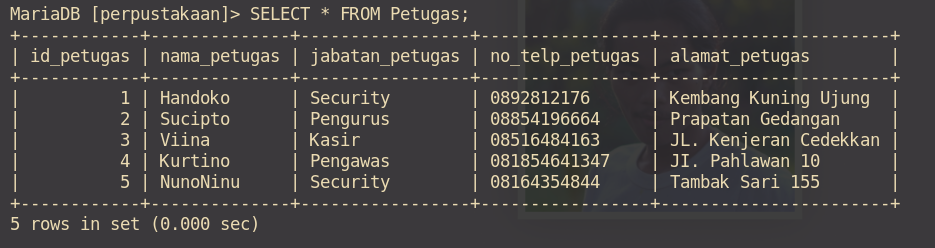 MariaDB [perpustakaan]> SELECT * FROM Petugas;
+------------+--------------+-----------------+-----------------+-----------------------+
| id_petugas | nama_petugas | jabatan_petugas | no_telp_petugas | alamat_petugas        |
+------------+--------------+-----------------+-----------------+-----------------------+
|          1 | Handoko      | Security        | 0892812176      | Kembang Kuning Ujung  |
|          2 | Sucipto      | Pengurus        | 08854196664     | Prapatan Gedangan     |
|          3 | Viina        | Kasir           | 08516484163     | JL. Kenjeran Cedekkan |
|          4 | Kurtino      | Pengawas        | 081854641347    | JI. Pahlawan 10       |
|          5 | NunoNinu     | Security        | 08164354844     | Tambak Sari 155       |
+------------+--------------+-----------------+-----------------+-----------------------+
5 rows in set (0.000 sec)